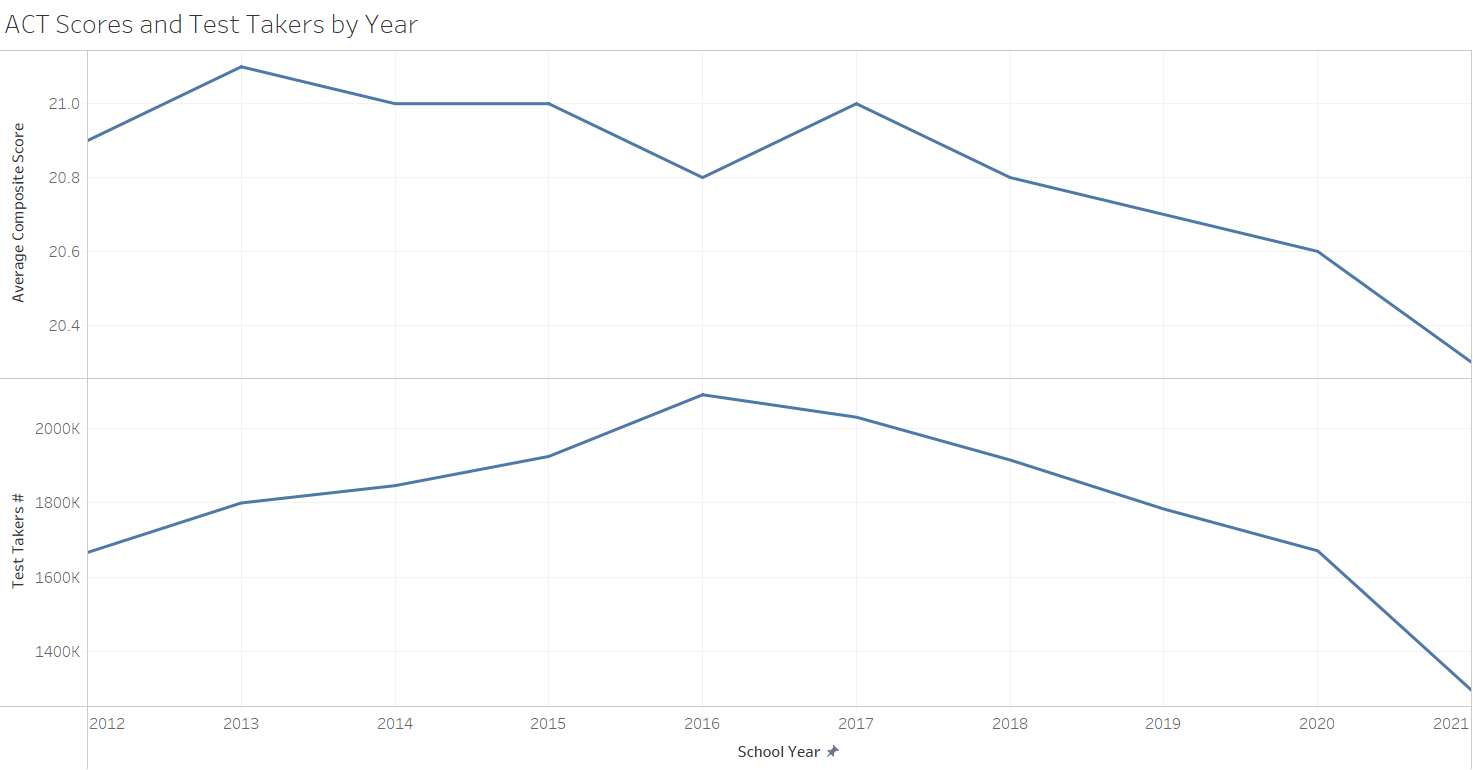 ACT Scores and Test Takers by Year
Average Composite Score
21.0
20.8
20.6
20.4
Test Takers #
2000K
1800K
1600K
1400K
2012 2013 2014 2015 2016 2017 2018 2019 2020 2021
School Year